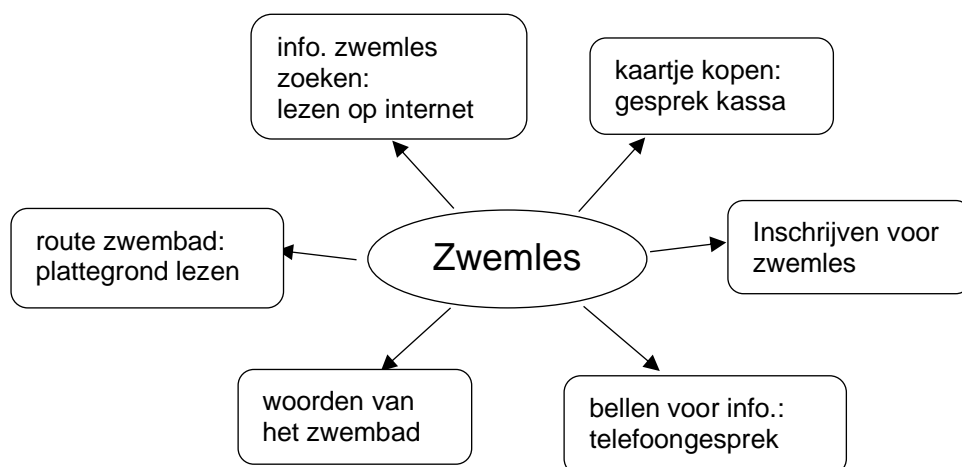 info. zwemles
zoeken:
lezen op internet
kaartje kopen:
gesprek kassa
route zwembad:
plattegrond lezen
Zwemles
Inschrijven voor
zwemles
woorden van
het zwembad
bellen voor info.:
telefoongesprek